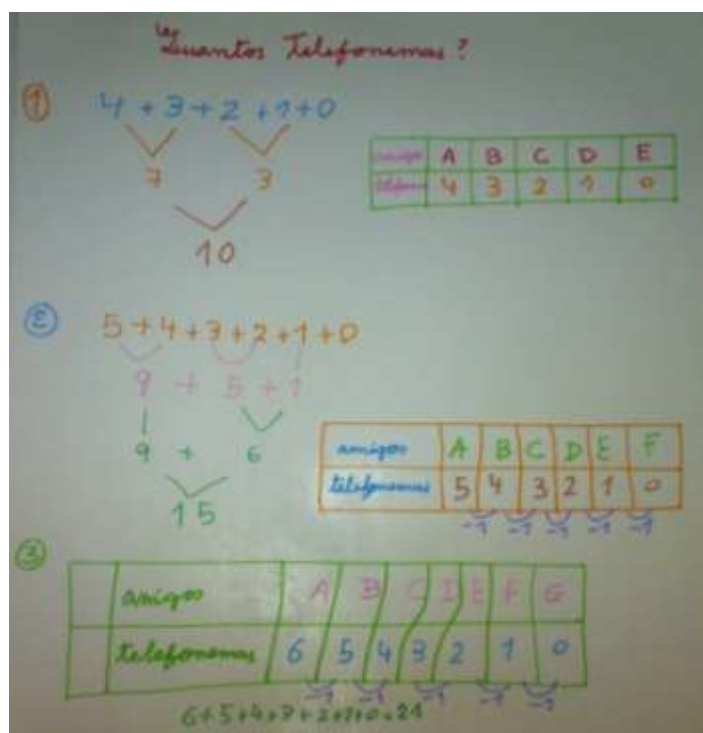 Quantos Telefonemas?
1
4 + 3 + 2 + 1 + 0
7 3
10
amigos A B C D E
4 3 2 1 0
2
5 + 4 + 3 + 2 + 1 + 0
9 + 5 + 1
9 + 6
15
amigos A B C D E F
telefonemas 5 4 3 2 1 0
-1 -1 -1 -1 -1
3
amigos A B C D E F G
telefonemas 6 5 4 3 2 1 0
-1 -1 -1 -1 -1
6+5+4+3+2+1+0=21